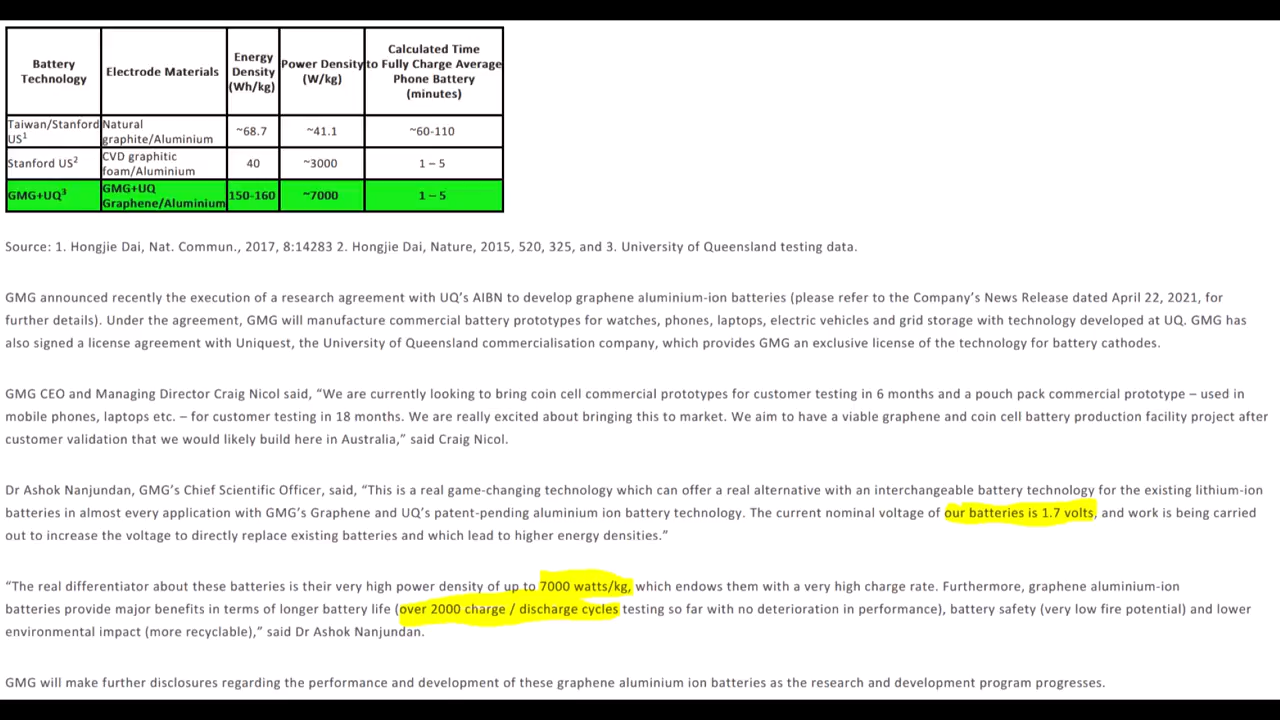 Battery Technology
Electrode Materials
Energy Density (Wh/kg)
Power Density (W/kg)
Calculated Time to Fully Charge Average Phone Battery (minutes)
Taiwan/Stanford US1
Natural graphite/Aluminium
~68.7
~41.1
~60-110
Stanford US2
CVD graphitic foam/Aluminium
40
~3000
1 – 5
GMG+UQ3
GMG+UQ Graphene/Aluminium
150-160
~7000
1 – 5
Source: 1. Hongjie Dai, Nat. Commun., 2017, 8:14283 2. Hongjie Dai, Nature, 2015, 520, 325, and 3. University of Queensland testing data.
GMG announced recently the execution of a research agreement with UQ’s AIBN to develop graphene aluminium-ion batteries (please refer to the Company’s News Release dated April 22, 2021, for
further details). Under the agreement, GMG will manufacture commercial battery prototypes for watches, phones, laptops, electric vehicles and grid storage with technology developed at UQ. GMG has
also signed a license agreement with Uniquest, the University of Queensland commercialisation company, which provides GMG an exclusive license of the technology for battery cathodes.
GMG CEO and Managing Director Craig Nicol said, “We are currently looking to bring coin cell commercial prototypes for customer testing in 6 months and a pouch pack commercial prototype – used in
mobile phones, laptops etc. – for customer testing in 18 months. We are really excited about bringing this to market. We aim to have a viable graphene and coin cell battery production facility project after
customer validation that we would likely build here in Australia,” said Craig Nicol.
Dr Ashok Nanjundan, GMG’s Chief Scientific Officer, said, “This is a real game-changing technology which can offer a real alternative with an interchangeable battery technology for the existing lithium-ion
batteries in almost every application with GMG’s Graphene and UQ’s patent-pending aluminium ion battery technology. The current nominal voltage of our batteries is 1.7 volts, and work is being carried
out to increase the voltage to directly replace existing batteries and which lead to higher energy densities.”
“The real differentiator about these batteries is their very high power density of up to 7000 watts/kg, which endows them with a very high charge rate. Furthermore, graphene aluminium-ion
batteries provide major benefits in terms of longer battery life (over 2000 charge / discharge cycles testing so far with no deterioration in performance), battery safety (very low fire potential) and lower
environmental impact (more recyclable),” said Dr Ashok Nanjundan.
GMG will make further disclosures regarding the performance and development of these graphene aluminium ion batteries as the research and development program progresses.